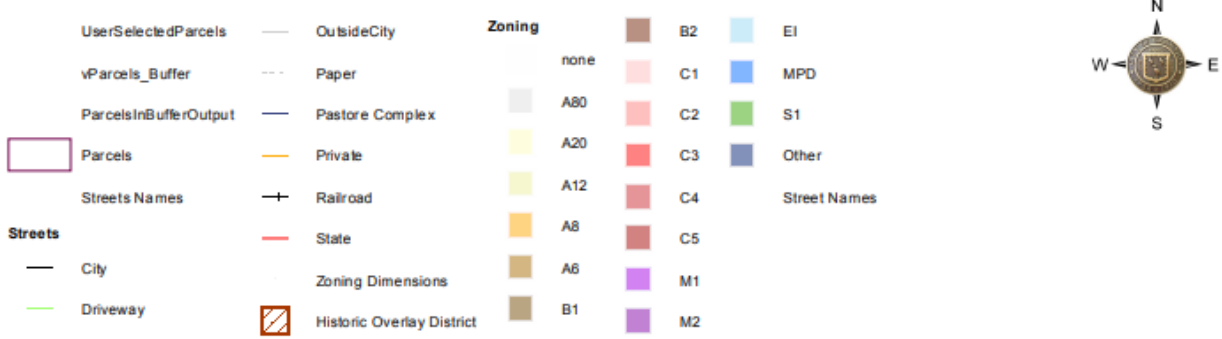 UserSelectedParcels
vParcels_Buffer
ParcelsInBufferOutput
Parcels
Streets Names
Streets
City
Driveway
OutsideCity
Paper
Pastore Complex
Private
Railroad
State
Zoning Dimensions
Historic Overlay District
Zoning
none
A80
A20
A12
A8
A6
B1
B2
C1
C2
C3
C4
C5
M1
M2
EI
MPD
S1
Other
Street Names
N
W
E
S